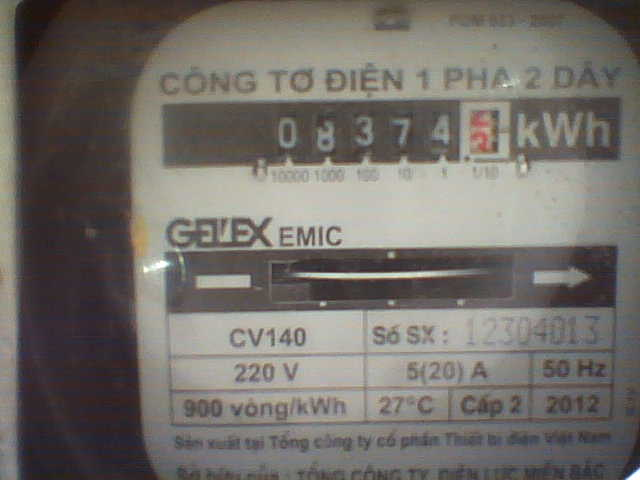 CÔNG TƠ ĐIỆN 1 PHA 2 DÂY
0 8 3 7 4 kWh
10000 1000 100 10 1 1/10
GELEX EMIC
CV140 Số SX : 12304013
220 V 5(20) A 50 Hz
900 vòng/kWh 27°C Cấp 2 2012
Sản xuất tại Tổng công ty cổ phần Thiết bị điện Việt Nam
Sở hữu của : TỔNG CÔNG TY ĐIỆN LỰC MIỀN BẮC